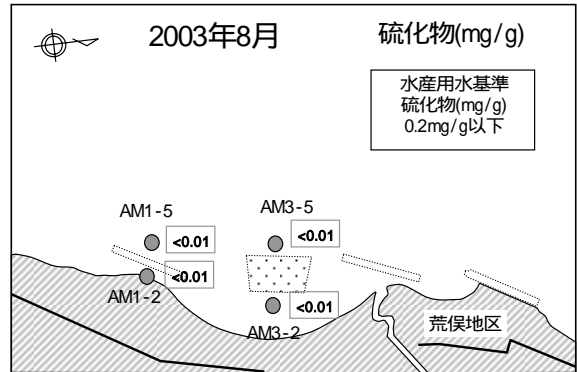 2003年8月
硫化物(mg/g)
水産用水基準
硫化物(mg/g)
0.2mg/g以下
AM1-5
<0.01
AM3-5
<0.01
<0.01
AM1-2
<0.01
AM3-2
荒俣地区